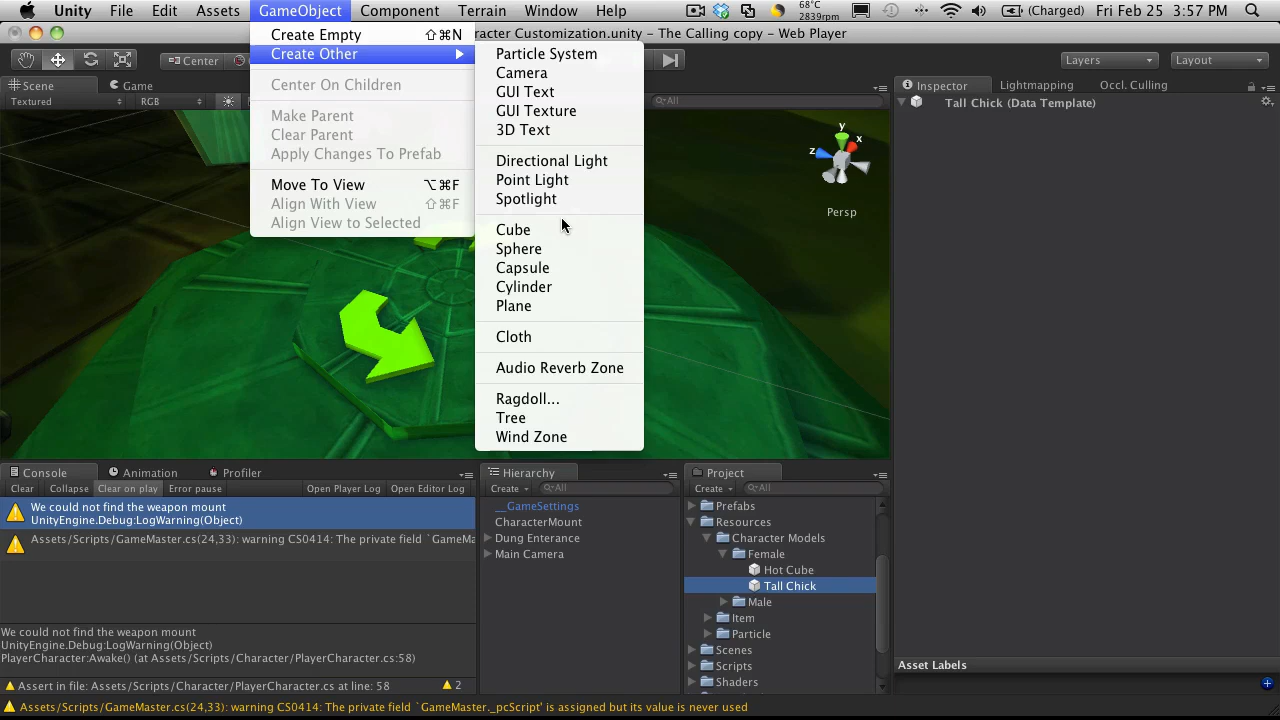 Unity File Edit Assets GameObject Component Terrain Window Help 68°C 2839rpm (Charged) Fri Feb 25 3:57 PM
racter Customization.unity – The Calling copy – Web Player
Center Layers Layout
Create Empty ⇧⌘N
Create Other ▶
Center On Children
Make Parent
Clear Parent
Apply Changes To Prefab
Move To View ⌥⌘F
Align With View ⇧⌘F
Align View to Selected
Particle System
Camera
GUI Text
GUI Texture
3D Text
Directional Light
Point Light
Spotlight
Cube
Sphere
Capsule
Cylinder
Plane
Cloth
Audio Reverb Zone
Ragdoll...
Tree
Wind Zone
Scene Game
Textured RGB All
y
x
z
Persp
Inspector Lightmapping Occl. Culling
Tall Chick (Data Template)
Asset Labels
Console Animation Profiler
Clear Collapse Clear on play Error pause Open Player Log Open Editor Log
We could not find the weapon mount
UnityEngine.Debug:LogWarning(Object)
Assets/Scripts/GameMaster.cs(24,33): warning CS0414: The private field `GameMa
We could not find the weapon mount
UnityEngine.Debug:LogWarning(Object)
PlayerCharacter:Awake() (at Assets/Scripts/Character/PlayerCharacter.cs:58)
Assert in file: Assets/Scripts/Character/PlayerCharacter.cs at line: 58 2
Hierarchy
Create All
__GameSettings
CharacterMount
Dung Enterance
Main Camera
Project
Create All
Prefabs
Resources
Character Models
Female
Hot Cube
Tall Chick
Male
Item
Particle
Scenes
Scripts
Shaders
Assets/Scripts/GameMaster.cs(24,33): warning CS0414: The private field `GameMaster._pcScript' is assigned but its value is never used